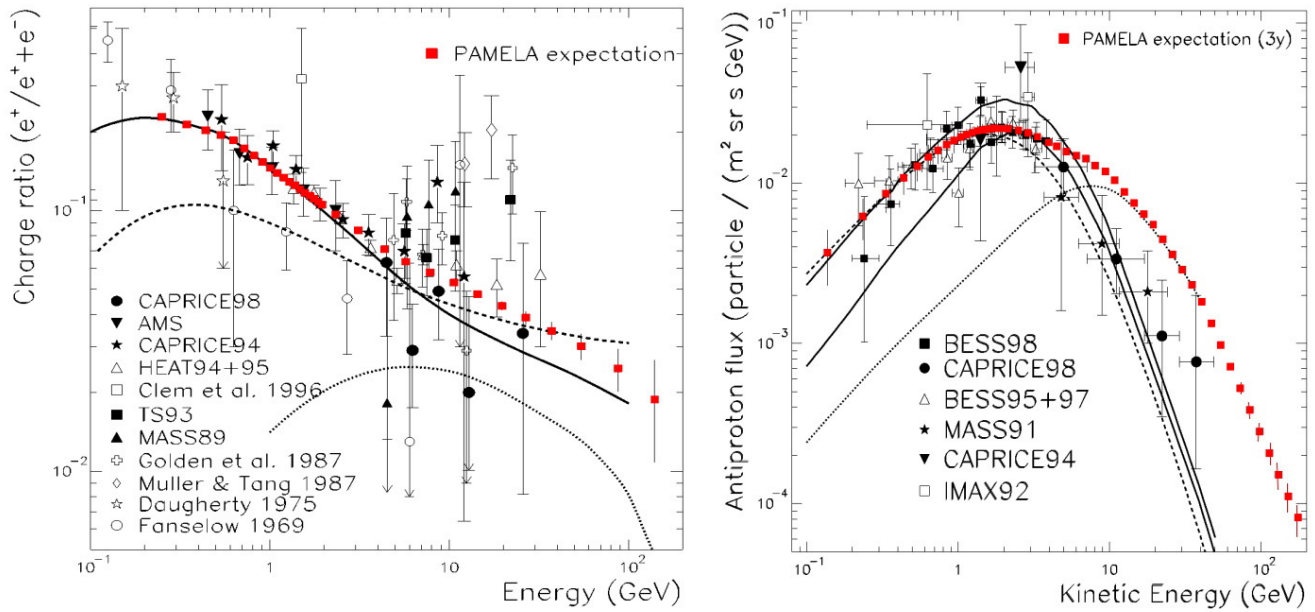 Charge ratio (e⁺/e⁺+e⁻)
PAMELA expectation
CAPRICE98
AMS
CAPRICE94
HEAT94+95
Clem et al. 1996
TS93
MASS89
Golden et al. 1987
Muller & Tang 1987
Daugherty 1975
Fanselow 1969
10⁻¹
10⁻²
10⁻¹
1
10
10²
Energy (GeV)
Antiproton flux (particle / (m² sr s GeV))
PAMELA expectation (3y)
BESS98
CAPRICE98
BESS95+97
MASS91
CAPRICE94
IMAX92
10⁻¹
10⁻²
10⁻³
10⁻⁴
10⁻¹
1
10
10²
Kinetic Energy (GeV)